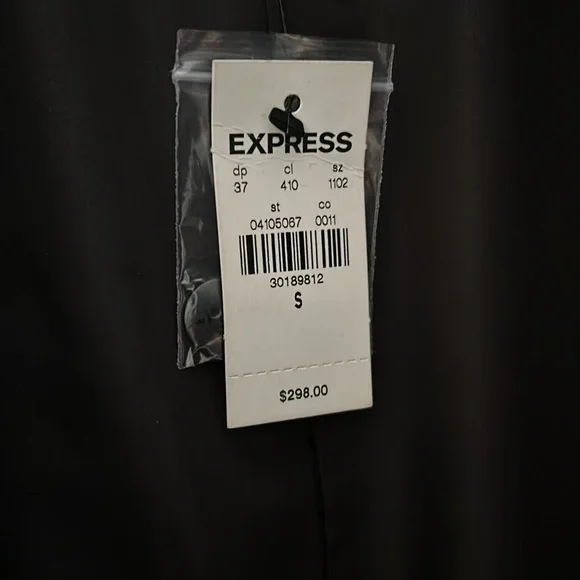 EXPRESS
dp cl sz
37 410 1102
st co
04105067 0011
30189812
S
$298.00